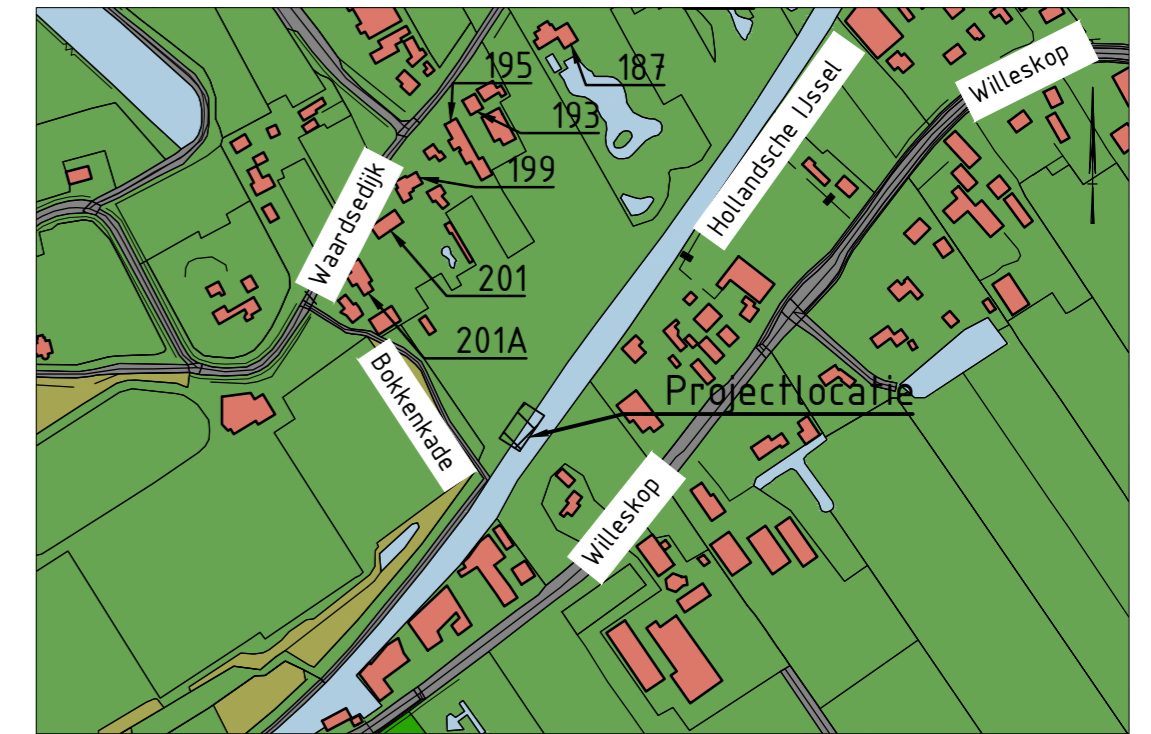 195
187
Willeskop
193
Hollandsche IJssel
199
Waardsedijk
201
201A
Bokkenkade
Projectlocatie
Willeskop